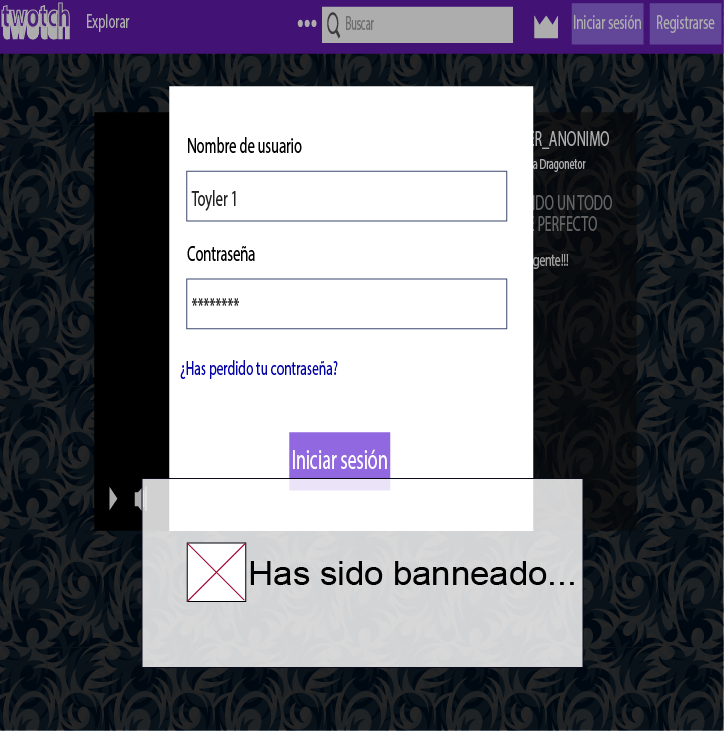 twotch
Explorar
Buscar
Iniciar sesión
Registrarse
Nombre de usuario
Toyler 1
Contraseña
********
¿Has perdido tu contraseña?
Iniciar sesión
R_ANONIMO
a Dragonetor
DO UN TODO
PERFECTO
gente!!!
Has sido banneado...